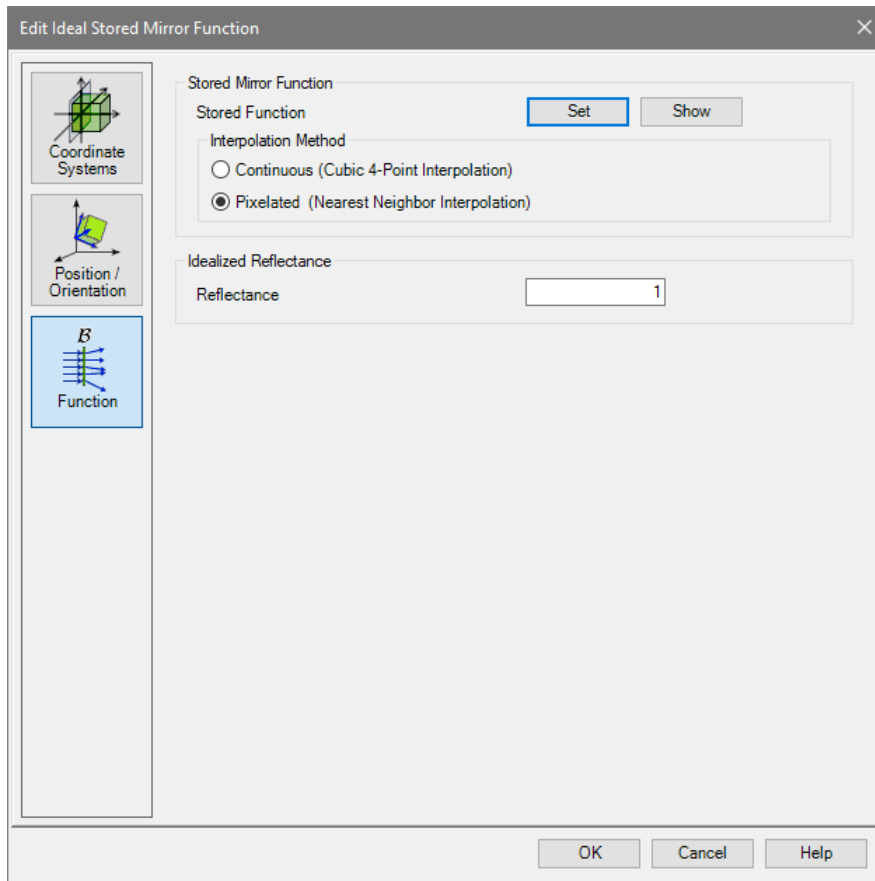 Edit Ideal Stored Mirror Function
Coordinate
Systems
Position /
Orientation
B
Function
Stored Mirror Function
Stored Function
Set
Show
Interpolation Method
Continuous (Cubic 4-Point Interpolation)
Pixelated (Nearest Neighbor Interpolation)
Idealized Reflectance
Reflectance
1
OK
Cancel
Help